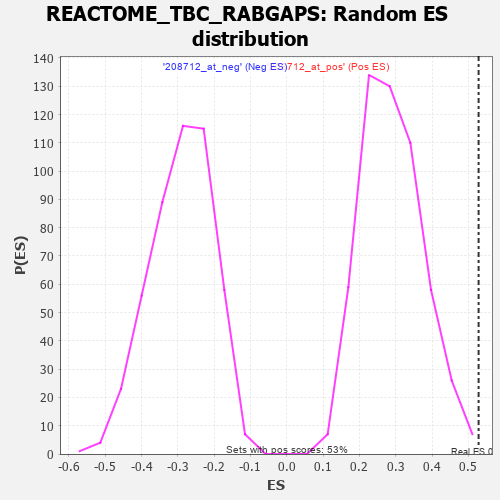 REACTOME_TBC_RABGAPS: Random ES
distribution
'208712_at_neg' (Neg ES)712_at_pos' (Pos ES)
140
130
120
110
100
90
80
70
60
50
40
30
20
10
0
P(ES)
Sets with pos scores: 53%
Real ES 0
-0.6 -0.5 -0.4 -0.3 -0.2 -0.1 0.0 0.1 0.2 0.3 0.4 0.5
ES